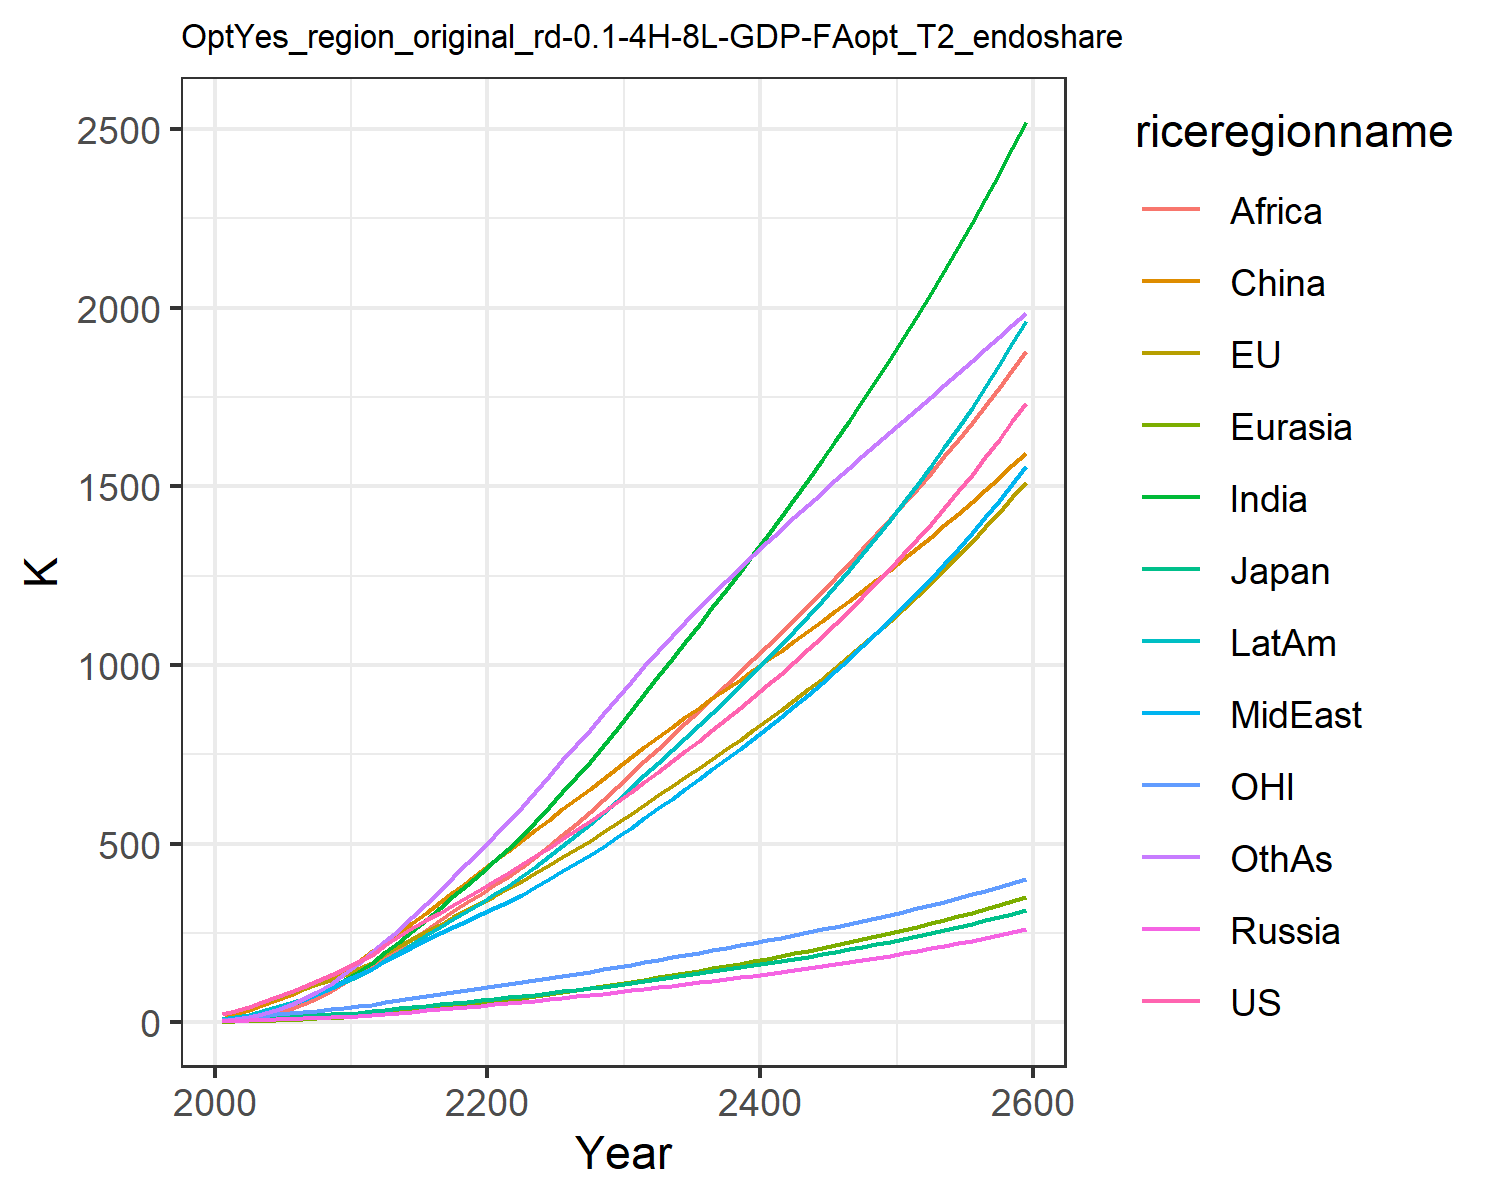 OptYes_region_original_rd-0.1-4H-8L-GDP-FAopt_T2_endoshare
2500
2000
1500
1000
500
0
K
2000 2200 2400 2600
Year
riceregionname
Africa
China
EU
Eurasia
India
Japan
LatAm
MidEast
OHI
OthAs
Russia
US